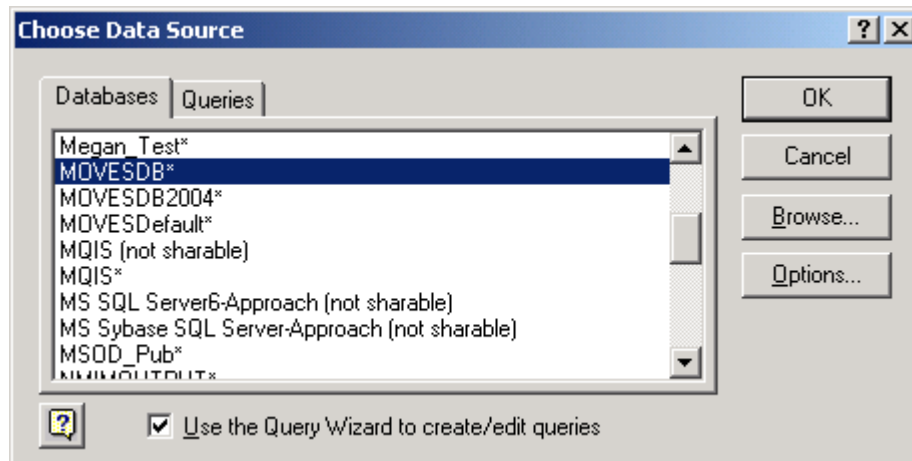 Choose Data Source
Databases
Queries
OK
Megan_Test*
MOVESDB*
Cancel
MOVESDB2004*
MOVESDefault*
Browse...
MQIS (not sharable)
MQIS*
Options...
MS SQL Server6-Approach (not sharable)
MS Sybase SQL Server-Approach (not sharable)
MSOD_Pub*
NMIMOUTPUT*
Use the Query Wizard to create/edit queries